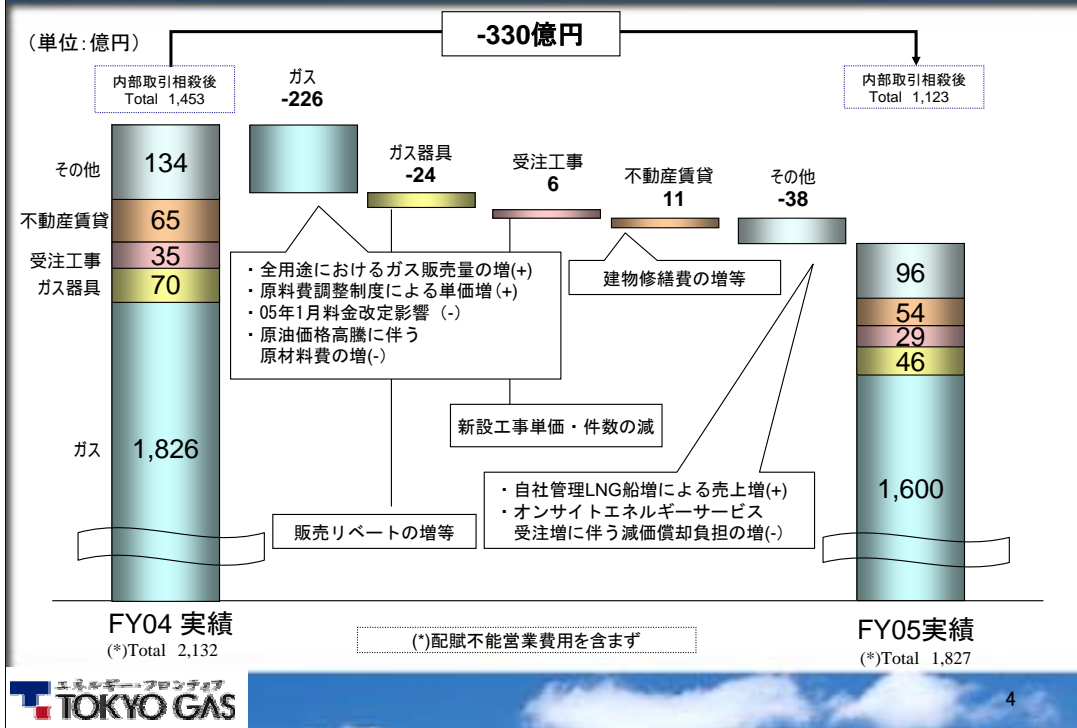 （単位：億円）
-330億円
内部取引相殺後
Total 1,453
内部取引相殺後
Total 1,123
ガス
-226
ガス器具
-24
受注工事
6
不動産賃貸
11
その他
-38
その他
134
不動産賃貸
65
受注工事
35
ガス器具
70
ガス
1,826
・全用途におけるガス販売量の増(+)
・原料費調整制度による単価増(+)
・05年1月料金改定影響（-）
・原油価格高騰に伴う
原材料費の増(-)
建物修繕費の増等
新設工事単価・件数の減
・自社管理LNG船増による売上増(+)
・オンサイトエネルギーサービス
受注増に伴う減価償却負担の増(-)
販売リベートの増等
96
54
29
46
1,600
FY04 実績
(*)Total 2,132
(*)配賦不能営業費用を含まず
FY05実績
(*)Total 1,827
エネルギー・フロンティア
TOKYO GAS
4